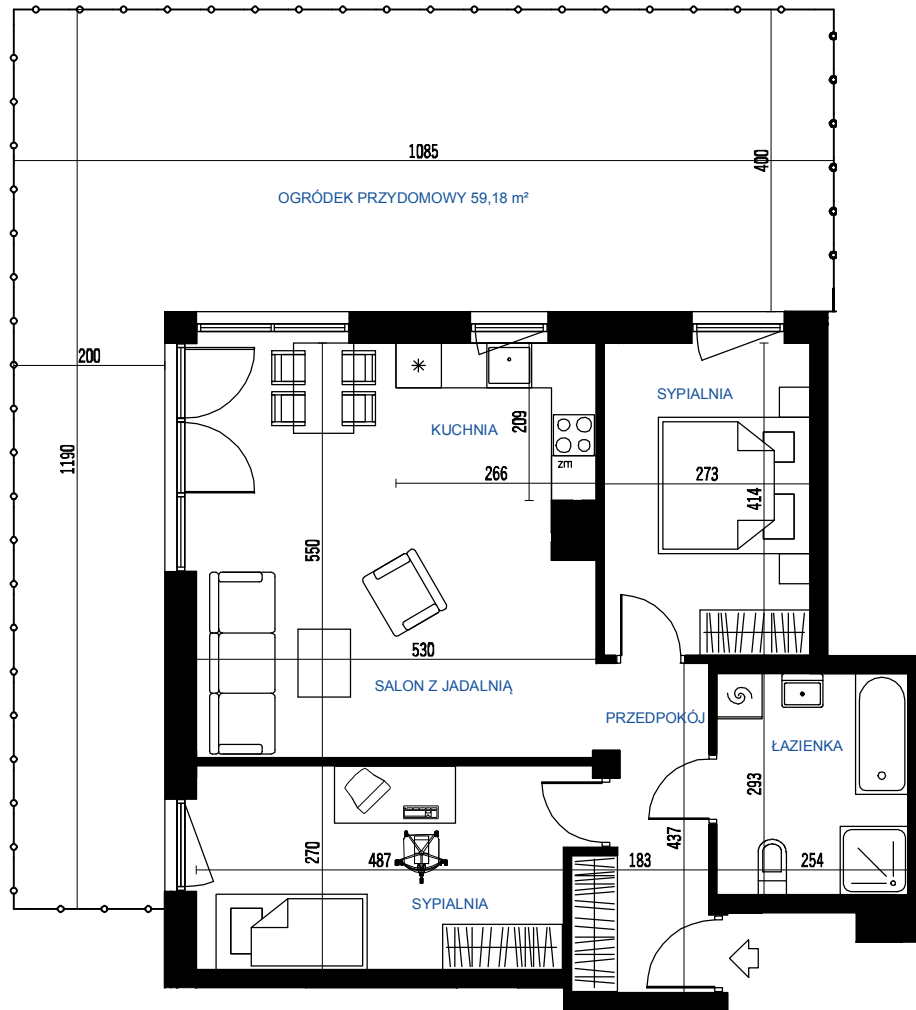 1085
400
OGRÓDEK PRZYDOMOWY 59,18 m²
200
SYPIALNIA
KUCHNIA
209
1190
zm
266
273
414
550
530
SALON Z JADALNIĄ
PRZEDPOKÓJ
ŁAZIENKA
293
270
487
437
183
254
SYPIALNIA